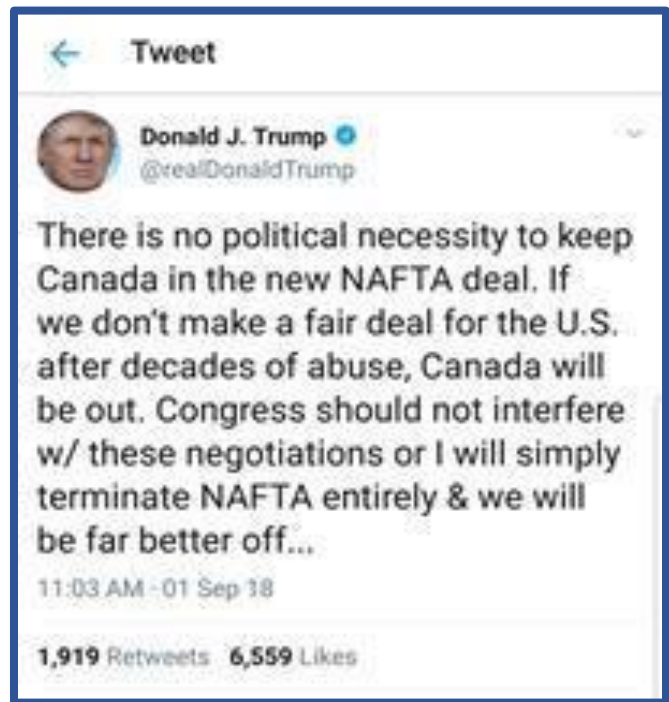 Tweet
Donald J. Trump
@realDonaldTrump
There is no political necessity to keep
Canada in the new NAFTA deal. If
we don't make a fair deal for the U.S.
after decades of abuse, Canada will
be out. Congress should not interfere
w/ these negotiations or I will simply
terminate NAFTA entirely & we will
be far better off...
11:03 AM - 01 Sep 18
1,919 Retweets 6,559 Likes